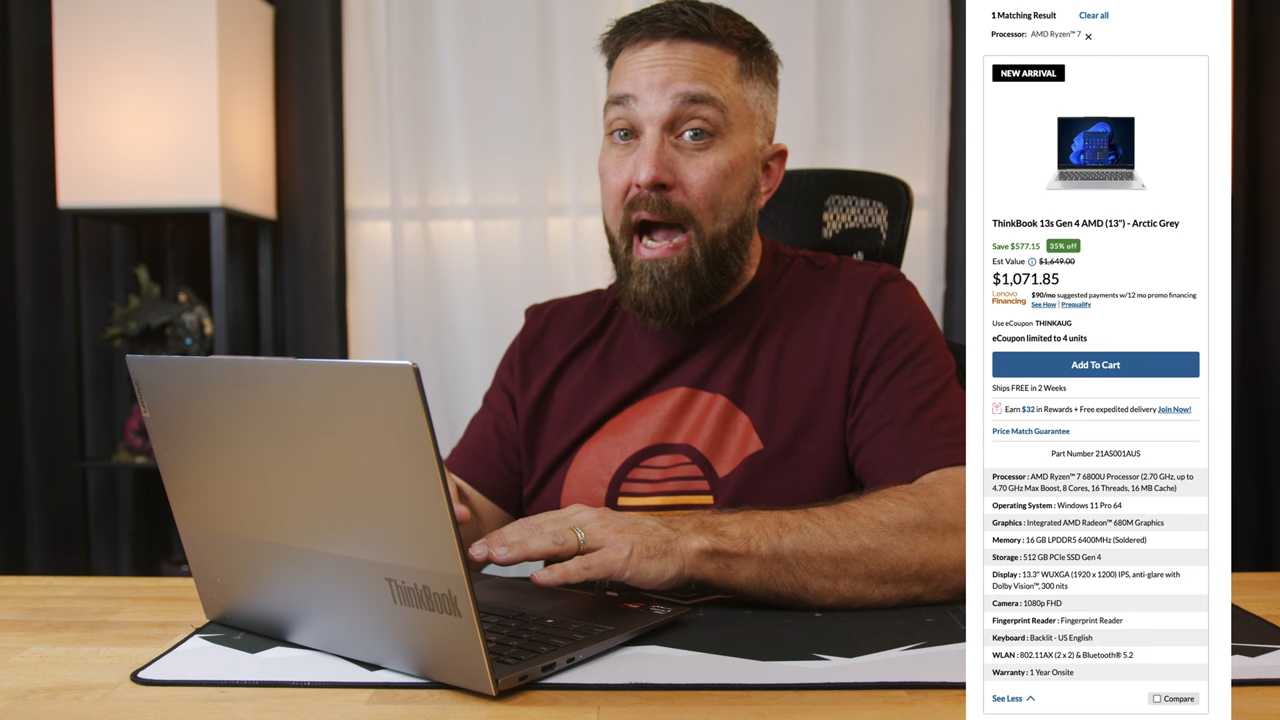 1 Matching Result Clear all
Processor: AMD Ryzen™ 7 ×
NEW ARRIVAL
ThinkBook 13s Gen 4 AMD (13") - Arctic Grey
Save $577.15 35% off
Est Value $1,649.00
$1,071.85
Lenovo Financing
$90/mo suggested payments w/12 mo promo financing
See How | Prequalify
Use eCoupon THINKAUG
eCoupon limited to 4 units
Add To Cart
Ships FREE in 2 Weeks
Earn $32 in Rewards + Free expedited delivery Join Now!
Price Match Guarantee
Part Number 21AS001AUS
Processor : AMD Ryzen™ 7 6800U Processor (2.70 GHz, up to
4.70 GHz Max Boost, 8 Cores, 16 Threads, 16 MB Cache)
Operating System : Windows 11 Pro 64
Graphics : Integrated AMD Radeon™ 680M Graphics
Memory : 16 GB LPDDR5 6400MHz (Soldered)
Storage : 512 GB PCIe SSD Gen 4
Display : 13.3" WUXGA (1920 x 1200) IPS, anti-glare with
Dolby Vision™, 300 nits
Camera : 1080p FHD
Fingerprint Reader : Fingerprint Reader
Keyboard : Backlit - US English
WLAN : 802.11AX (2 x 2) & Bluetooth® 5.2
Warranty : 1 Year Onsite
See Less Compare
Lenovo
ThinkBook